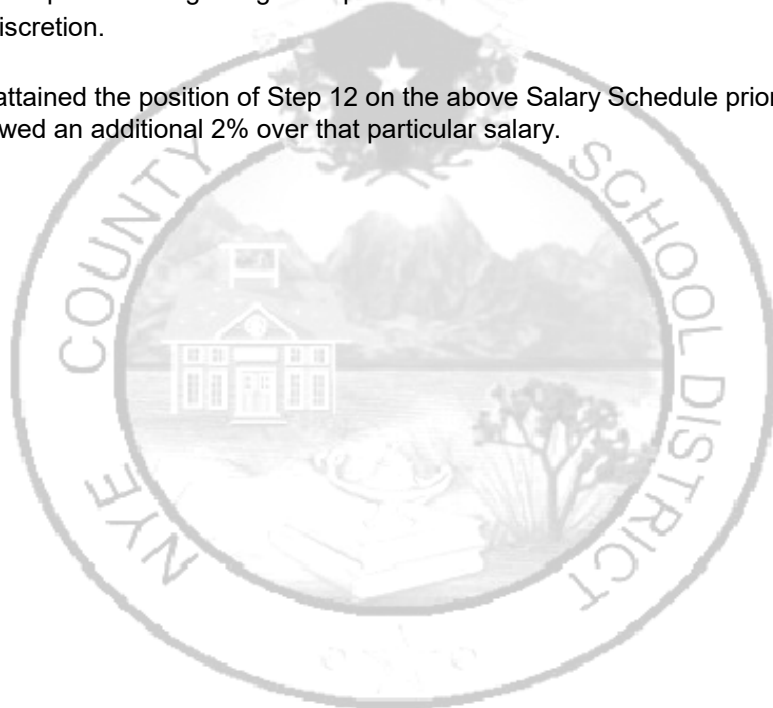 iscretion.
attained the position of Step 12 on the above Salary Schedule prior
wed an additional 2% over that particular salary.
NYE COUNTY SCHOOL DISTRICT